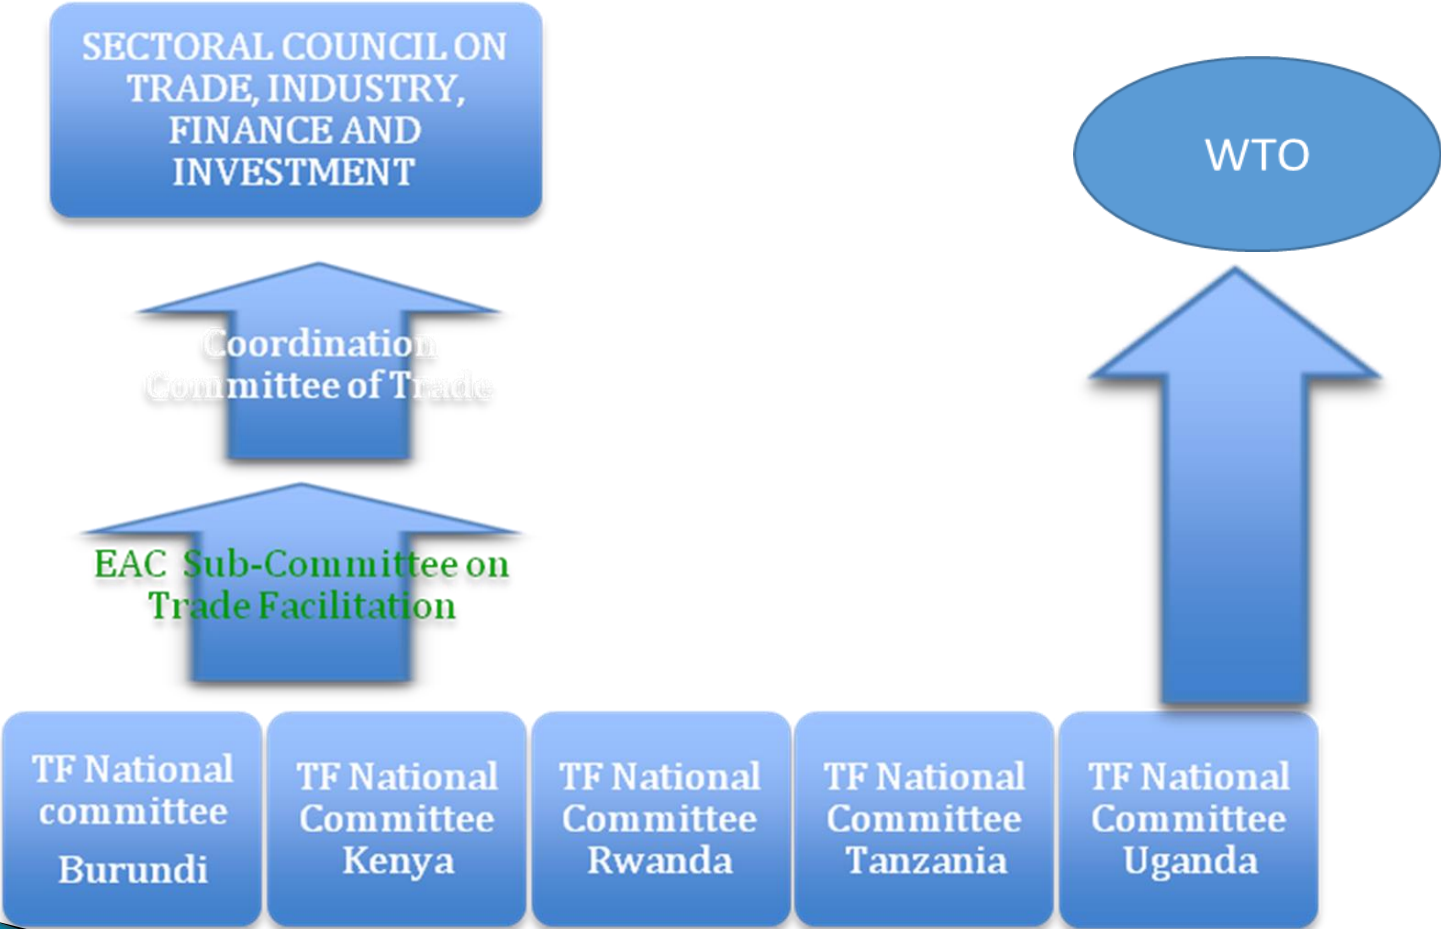 SECTORAL COUNCIL ON
TRADE, INDUSTRY,
FINANCE AND
INVESTMENT
WTO
Coordination
Committee of Trade
EAC Sub-Committee on
Trade Facilitation
TF National
committee
Burundi
TF National
Committee
Kenya
TF National
Committee
Rwanda
TF National
Committee
Tanzania
TF National
Committee
Uganda